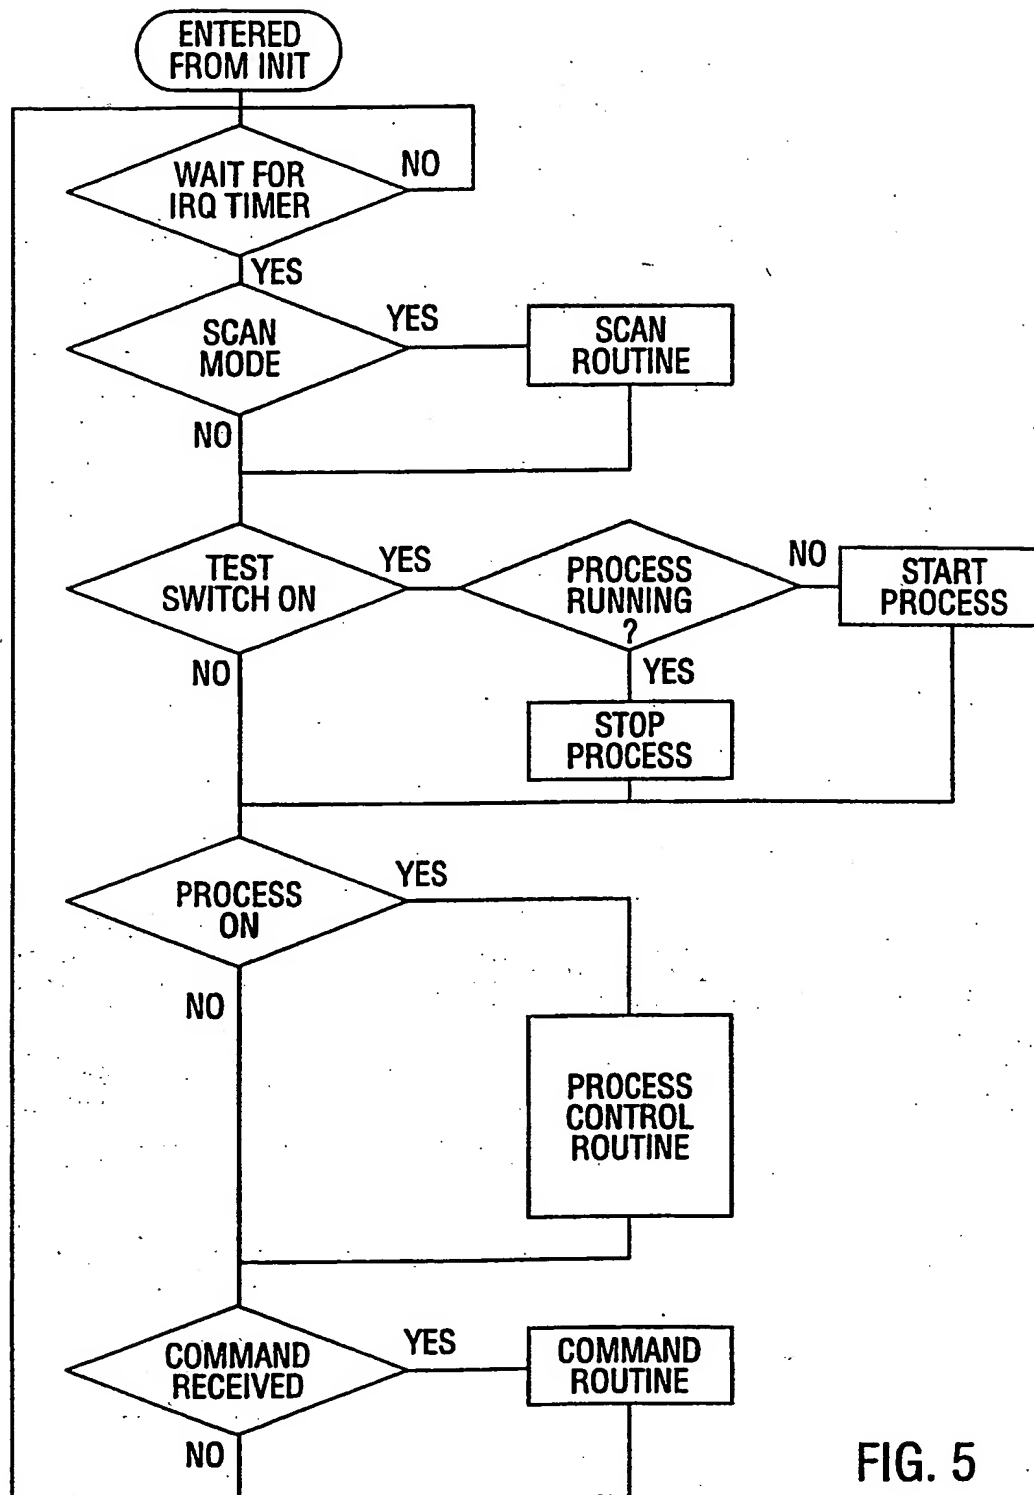 ENTERED
FROM INIT
WAIT FOR
IRQ TIMER
NO
YES
SCAN
MODE
YES
SCAN
ROUTINE
NO
TEST
SWITCH ON
YES
PROCESS
RUNNING
?
NO
START
PROCESS
NO
YES
STOP
PROCESS
PROCESS
ON
YES
NO
PROCESS
CONTROL
ROUTINE
COMMAND
RECEIVED
YES
COMMAND
ROUTINE
NO
FIG. 5